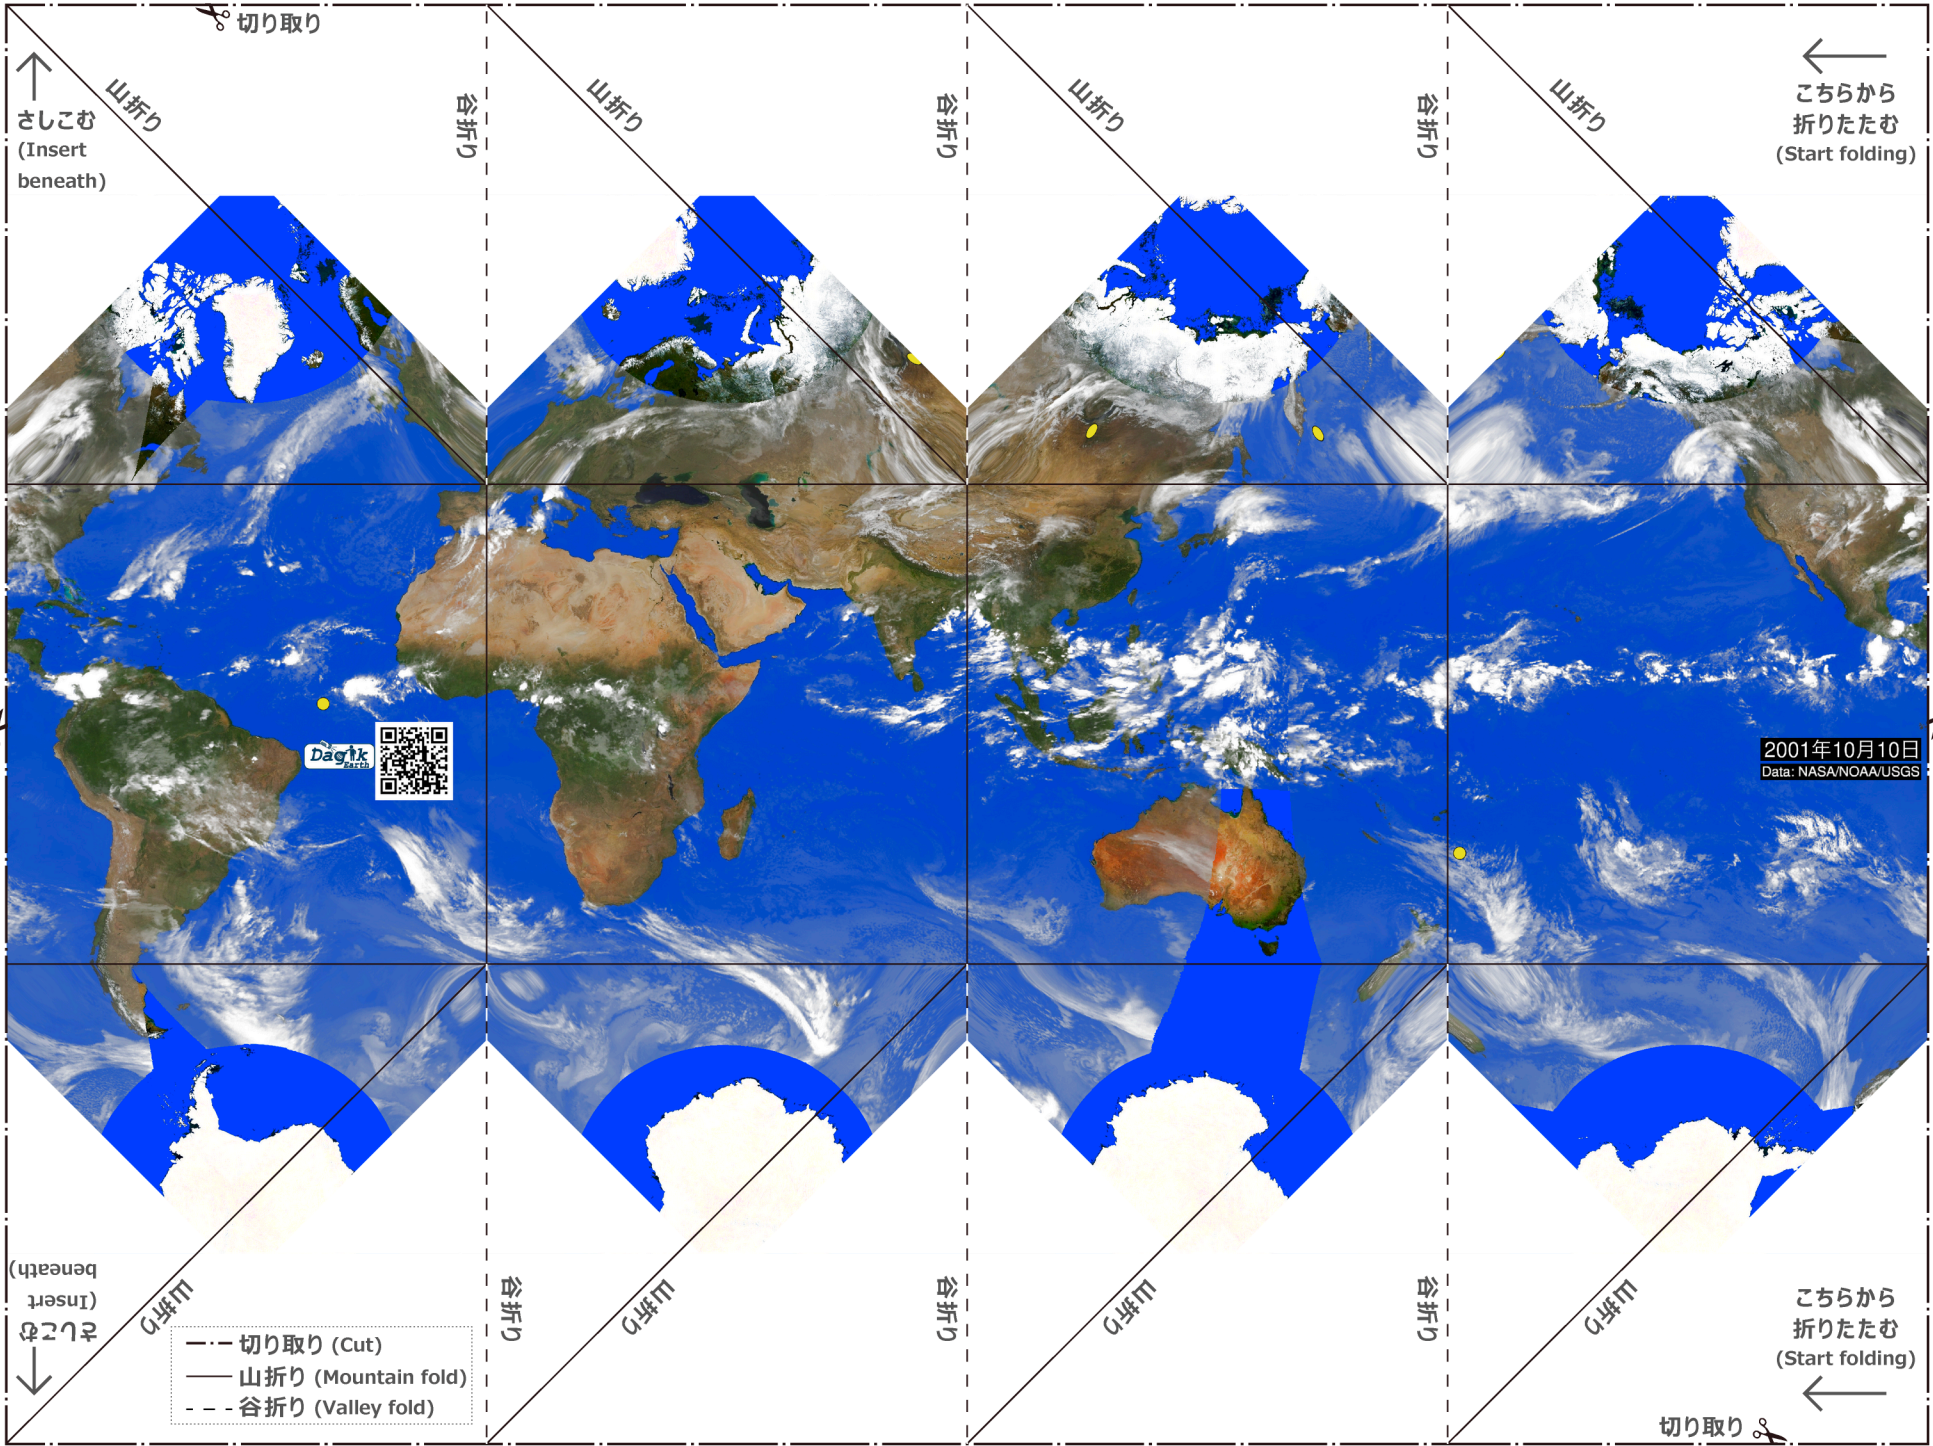 切り取り
山折り
谷折り
山折り
谷折り
山折り
谷折り
山折り
さしこむ
(Insert
beneath)
こちらから
折りたたむ
(Start folding)
Dagik
Earth
2001年10月10日
Data: NASA/NOAA/USGS
さしこむ
(Insert
beneath)
山折り
谷折り
山折り
谷折り
山折り
谷折り
山折り
切り取り (Cut)
山折り (Mountain fold)
谷折り (Valley fold)
こちらから
折りたたむ
(Start folding)
切り取り